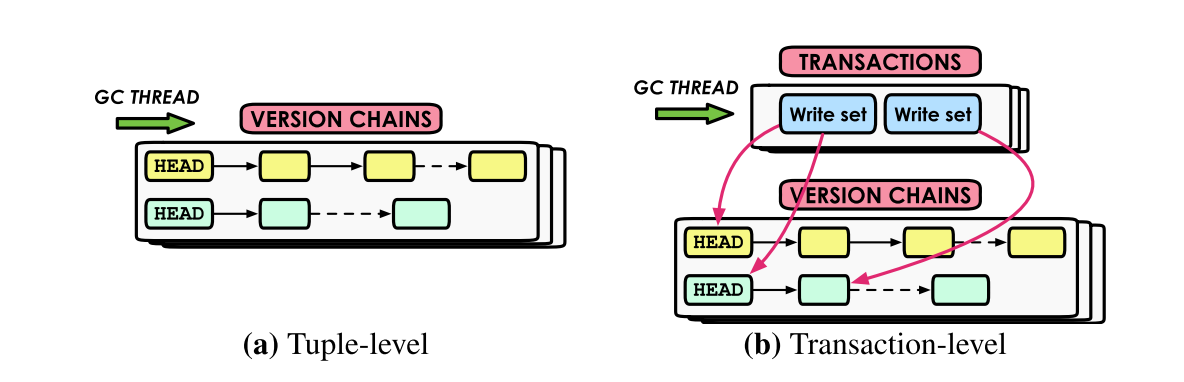 GC THREAD
VERSION CHAINS
HEAD
HEAD
(a) Tuple-level
TRANSACTIONS
GC THREAD
Write set Write set
VERSION CHAINS
HEAD
HEAD
(b) Transaction-level